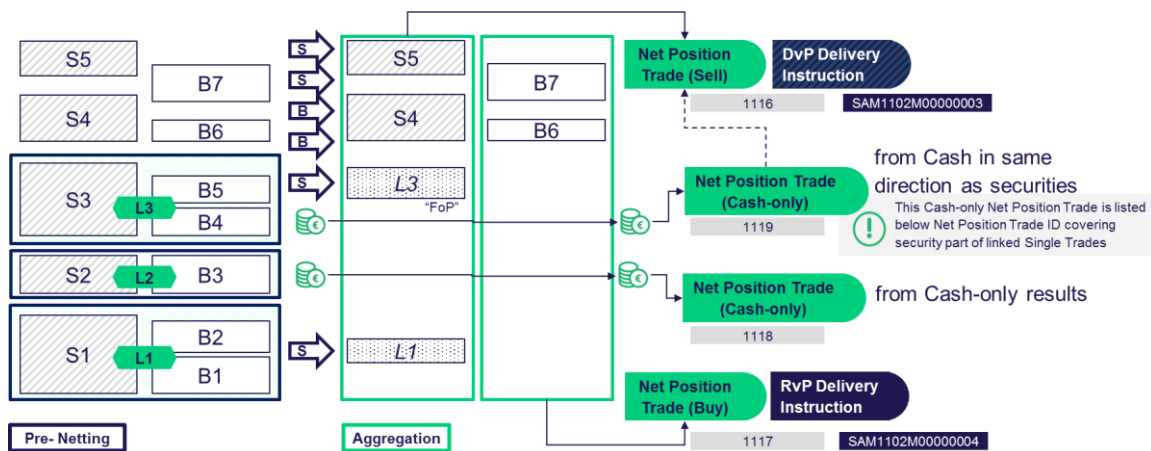 S5
B7
S4
B6
S3
B5
L3
B4
S2
L2
B3
S1
B2
L1
B1
Pre- Netting
S
S
B
B
S
S
S5
S4
L3
"FoP"
€
€
L1
Aggregation
B7
B6
€
€
Net Position
Trade (Sell)
DvP Delivery
Instruction
1116
SAM1102M00000003
Net Position Trade
(Cash-only)
1119
from Cash in same
direction as securities
This Cash-only Net Position Trade is listed
below Net Position Trade ID covering
security part of linked Single Trades
!
Net Position Trade
(Cash-only)
1118
from Cash-only results
Net Position
Trade (Buy)
RvP Delivery
Instruction
1117
SAM1102M00000004